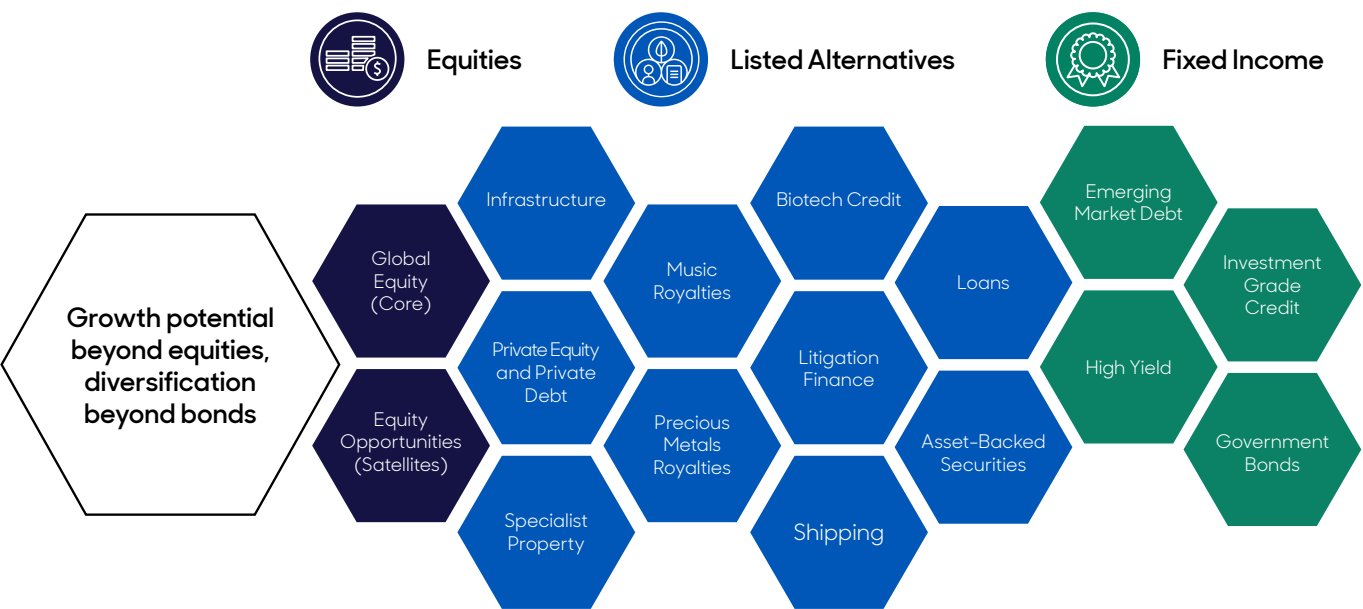 Equities
Listed Alternatives
Fixed Income
Growth potential
beyond equities,
diversification
beyond bonds
Global
Equity
(Core)
Equity
Opportunities
(Satellites)
Infrastructure
Private Equity
and Private
Debt
Specialist
Property
Music
Royalties
Precious
Metals
Royalties
Biotech Credit
Litigation
Finance
Shipping
Loans
Asset-Backed
Securities
Emerging
Market Debt
High Yield
Investment
Grade
Credit
Government
Bonds